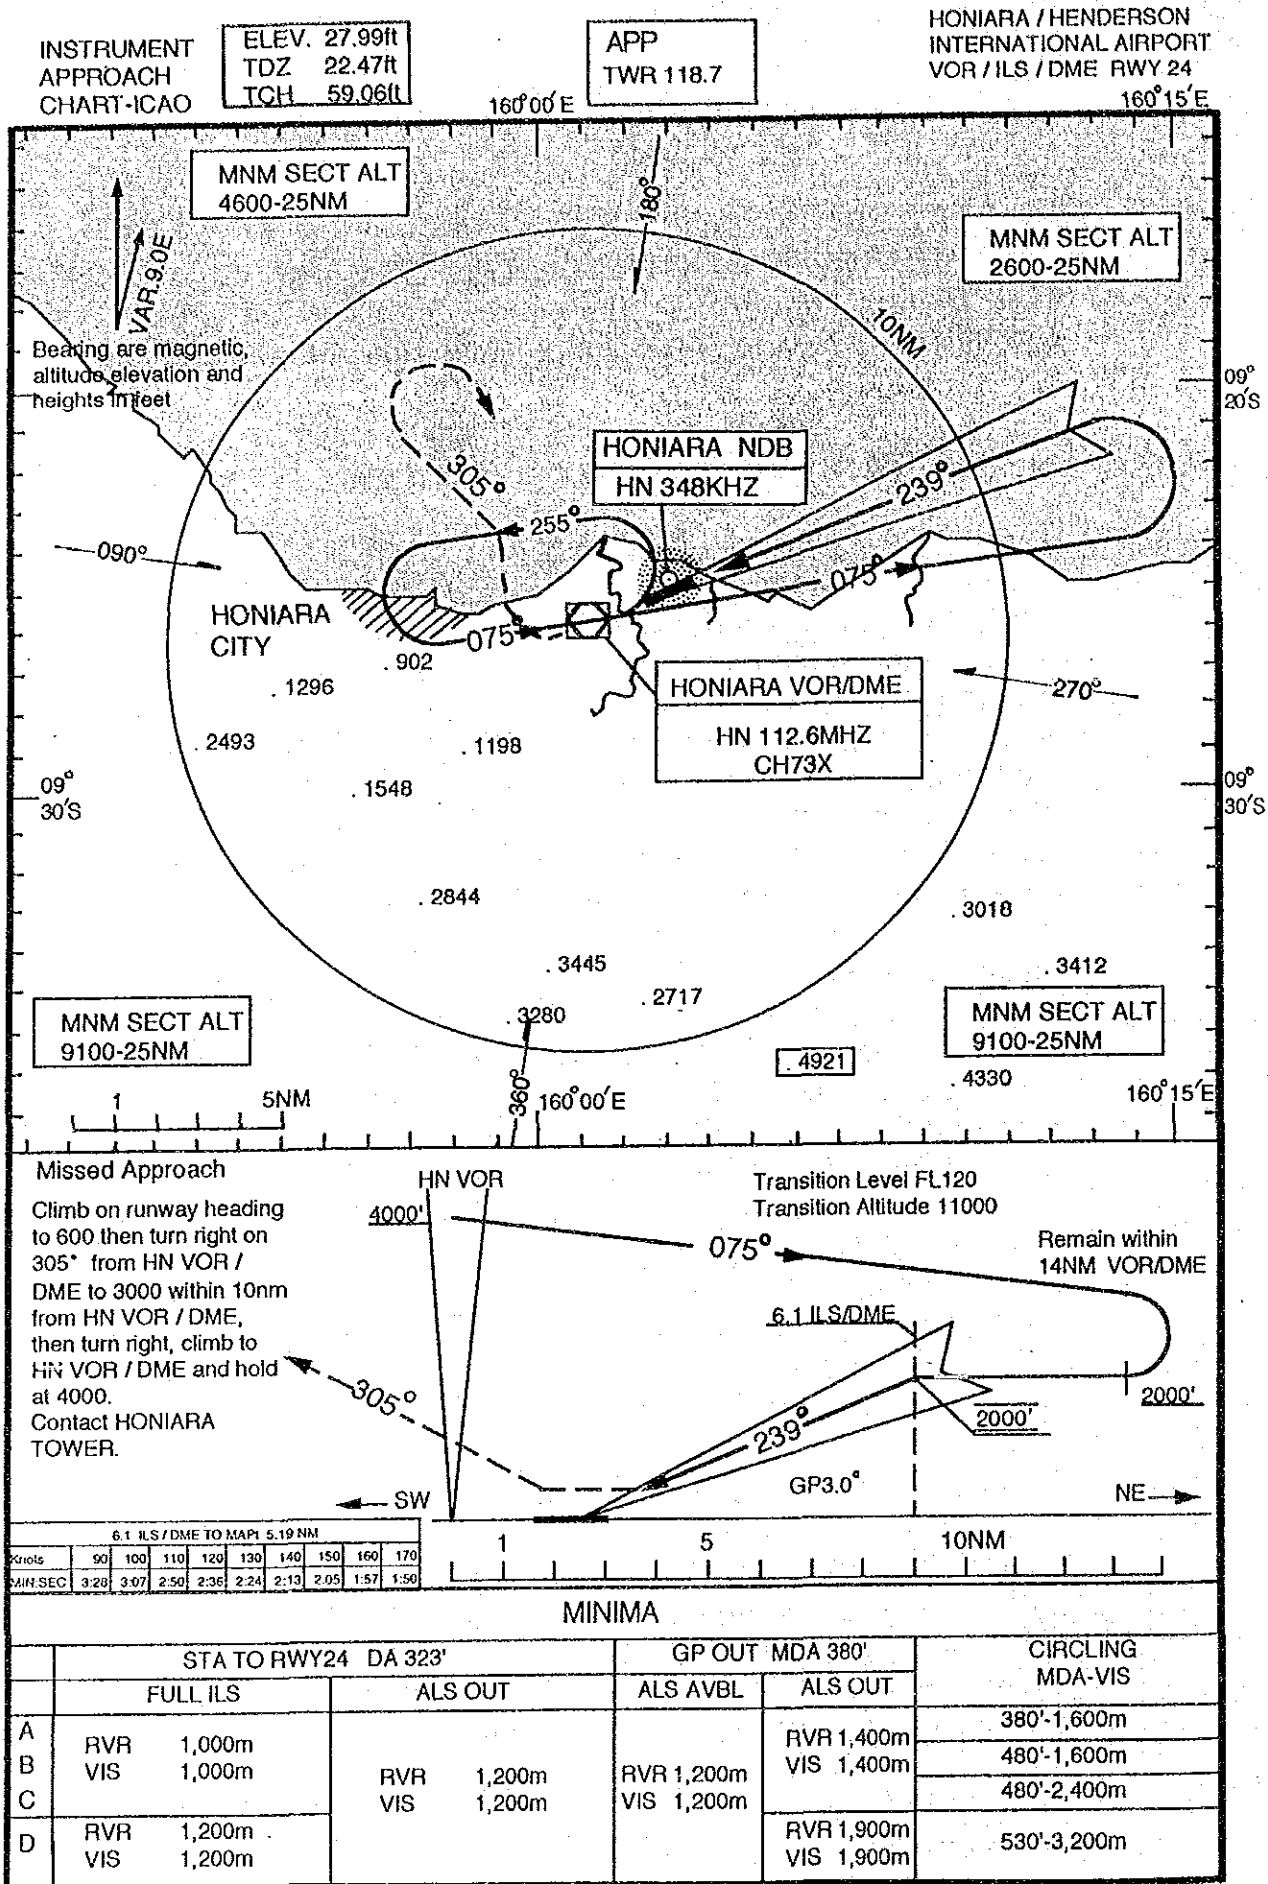 INSTRUMENT
APPROACH
CHART-ICAO
ELEV. 27.99ft
TDZ 22.47ft
TCH 59.06ft
APP
TWR 118.7
HONIARA / HENDERSON
INTERNATIONAL AIRPORT
VOR / ILS / DME RWY 24
160°00'E
160°15'E
MNM SECT ALT
4600-25NM
180°
MNM SECT ALT
2600-25NM
VAR.9.0E
Bearing are magnetic,
altitude, elevation and
heights in feet
10NM
09°
20'S
305°
HONIARA NDB
HN 348KHZ
239°
255°
090°
075°
HONIARA
CITY
075°
. 902
. 1296
HONIARA VOR/DME
HN 112.6MHZ
CH73X
270°
. 2493
. 1198
. 1548
09°
30'S
09°
30'S
. 2844
. 3018
. 3445
. 3412
. 2717
. 3280
MNM SECT ALT
9100-25NM
MNM SECT ALT
9100-25NM
. 4921
. 4330
360°
1 5NM
160°00'E
160°15'E
Missed Approach
Climb on runway heading
to 600 then turn right on
305° from HN VOR /
DME to 3000 within 10nm
from HN VOR / DME,
then turn right, climb to
HN VOR / DME and hold
at 4000.
Contact HONIARA
TOWER.
HN VOR
4000'
Transition Level FL120
Transition Altitude 11000
075°
Remain within
14NM VOR/DME
6.1 ILS/DME
305°
239°
2000'
2000'
GP3.0°
SW
NE
1 5 10NM
6.1 ILS / DME TO MAPt 5.19 NM
Knots 90 100 110 120 130 140 150 160 170
MIN:SEC 3:28 3:07 2:50 2:36 2:24 2:13 2.05 1:57 1:50
MINIMA
STA TO RWY24 DA 323'
GP OUT MDA 380'
CIRCLING
MDA-VIS
FULL ILS
ALS OUT
ALS AVBL
ALS OUT
A
B
C
D
RVR 1,000m
VIS 1,000m
RVR 1,200m
VIS 1,200m
RVR 1,200m
VIS 1,200m
RVR 1,200m
VIS 1,200m
RVR 1,400m
VIS 1,400m
RVR 1,900m
VIS 1,900m
380'-1,600m
480'-1,600m
480'-2,400m
530'-3,200m